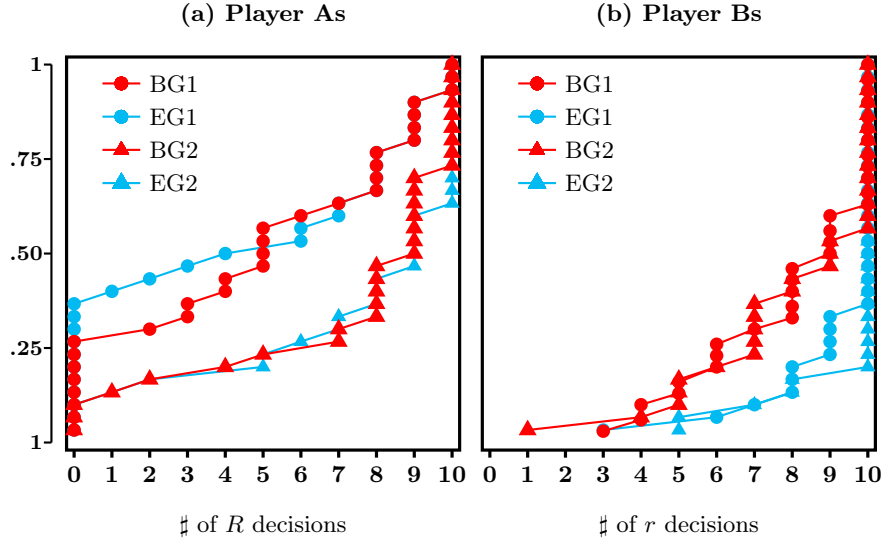 (a) Player As
(b) Player Bs
1
.75
.50
.25
1
BG1
EG1
BG2
EG2
BG1
EG1
BG2
EG2
0 1 2 3 4 5 6 7 8 9 10
0 1 2 3 4 5 6 7 8 9 10
♯ of R decisions
♯ of r decisions